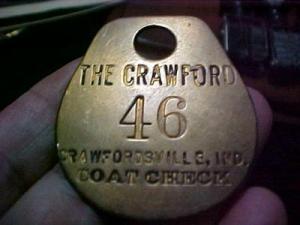 THE CRAWFORD
46
CRAWFORDSVILLE, IND.
COAT CHECK